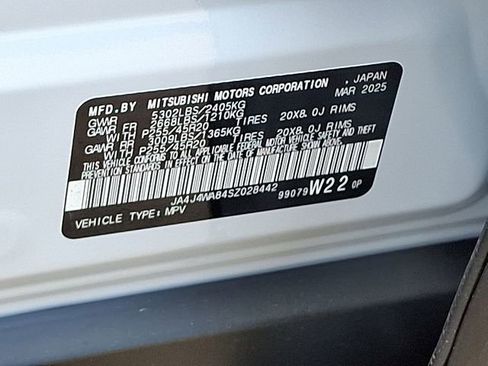 MFD.BY MITSUBISHI MOTORS CORPORATION , JAPAN
GVWR 5302LBS/2405KG MAR 2025
GAWR FR 2668LBS/1210KG
WITH P255/45R20 TIRES 20X8.0J RIMS
GAWR RR 3009LBS/1365KG
WITH P255/45R20 TIRES 20X8.0J RIMS
THIS VEHICLE CONFORMS TO ALL APPLICABLE FEDERAL MOTOR VEHICLE SAFETY AND THEFT PREVENTION STANDARDS IN EFFECT ON THE DATE OF MANUFACTURE SHOWN ABOVE.
JA4J4WAB4SZ028442
VEHICLE TYPE: MPV 99079 W22 0P